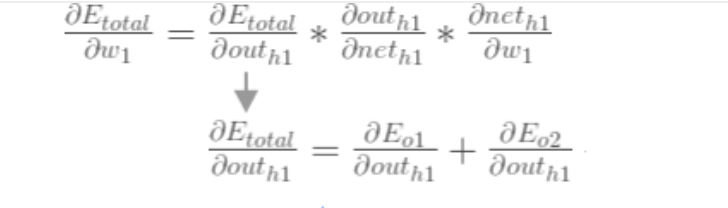 ∂E_total/∂w_1 = ∂E_total/∂out_h1 * ∂out_h1/∂net_h1 * ∂net_h1/∂w_1
∂E_total/∂out_h1 = ∂E_o1/∂out_h1 + ∂E_o2/∂out_h1